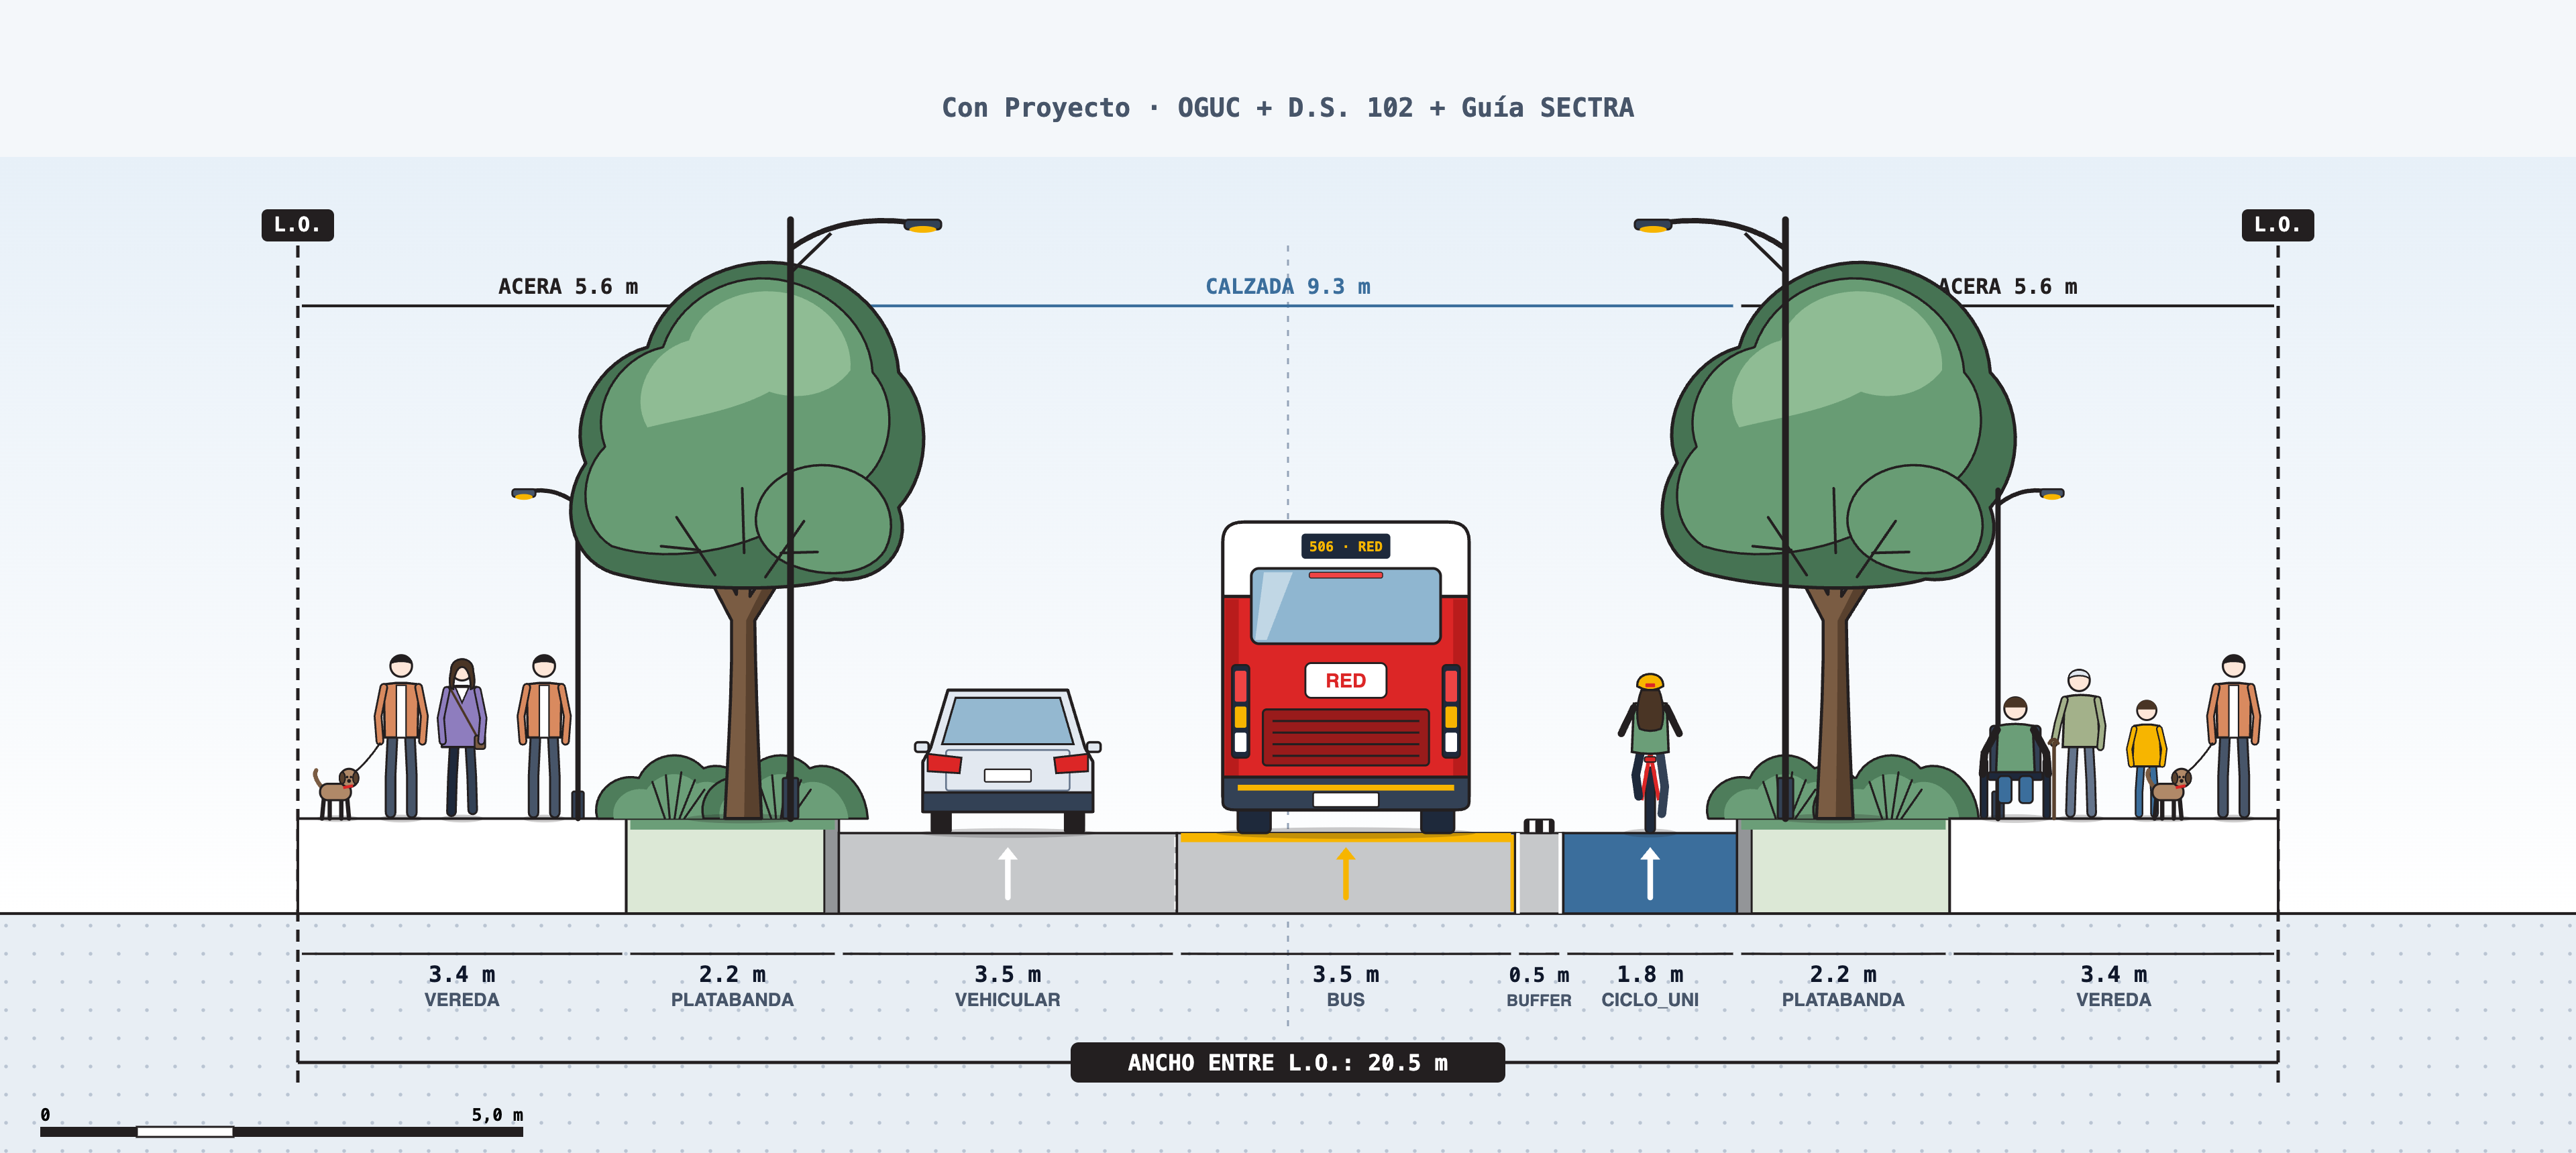 Con Proyecto · OGUC + D.S. 102 + Guía SECTRA
L.O.
L.O.
ACERA 5.6 m
CALZADA 9.3 m
ACERA 5.6 m
506 · RED
RED
3.4 m
VEREDA
2.2 m
PLATABANDA
3.5 m
VEHICULAR
3.5 m
BUS
0.5 m
BUFFER
1.8 m
CICLO_UNI
2.2 m
PLATABANDA
3.4 m
VEREDA
ANCHO ENTRE L.O.: 20.5 m
0
5,0 m